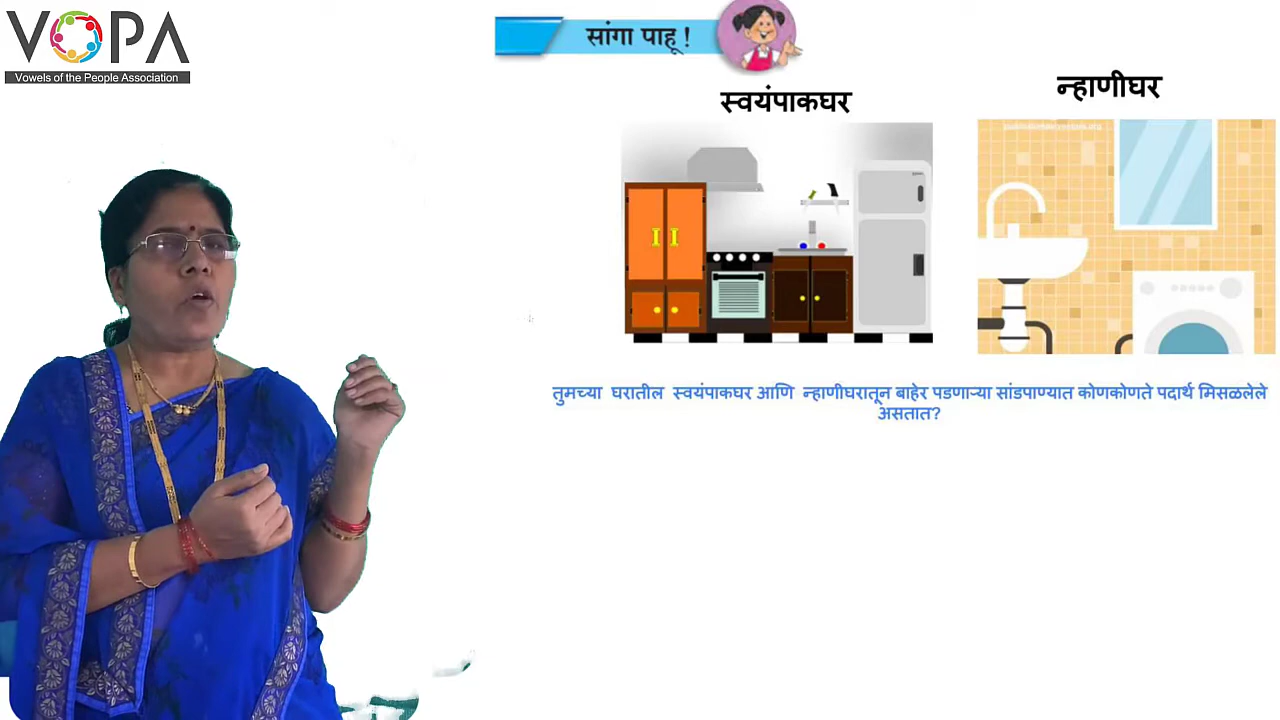 VOPA
Vowels of the People Association
सांगा पाहू !
स्वयंपाकघर
न्हाणीघर
तुमच्या घरातील स्वयंपाकघर आणि न्हाणीघरातून बाहेर पडणाऱ्या सांडपाण्यात कोणकोणते पदार्थ मिसळलेले
असतात?